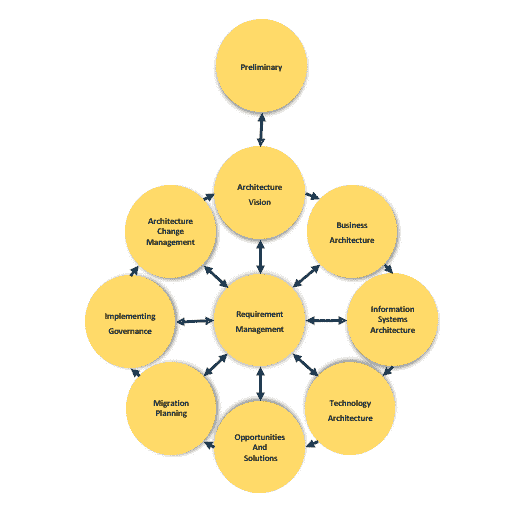 Preliminary
Architecture
Vision
Architecture
Change
Management
Business
Architecture
Implementing
Governance
Requirement
Management
Information
Systems
Architecture
Migration
Planning
Technology
Architecture
Opportunities
And
Solutions